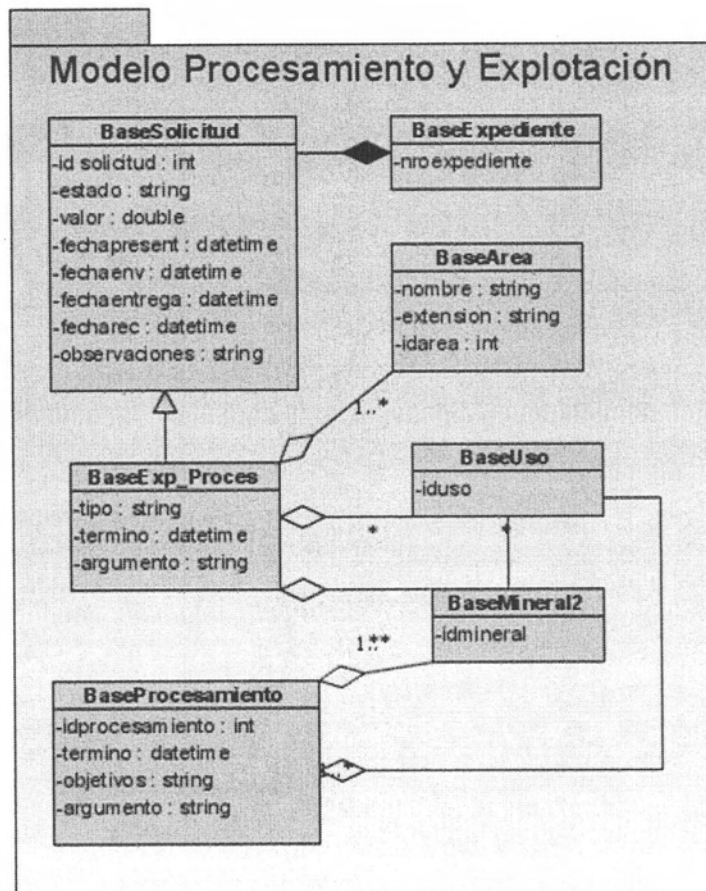 Modelo Procesamiento y Explotación
BaseSolicitud
-id solicitud : int
-estado : string
-valor : double
-fechapresent : datetime
-fechaenv : datetime
-fechaentrega : datetime
-fecharec : datetime
-observaciones : string
BaseExpediente
-nroexpediente
BaseArea
-nombre : string
-extension : string
-idarea : int
1..*
BaseExp_Proces
-tipo : string
-termino : datetime
-argumento : string
BaseUso
-iduso
*
*
BaseMineral2
-idmineral
1..**
BaseProcesamiento
-idprocesamiento : int
-termino : datetime
-objetivos : string
-argumento : string